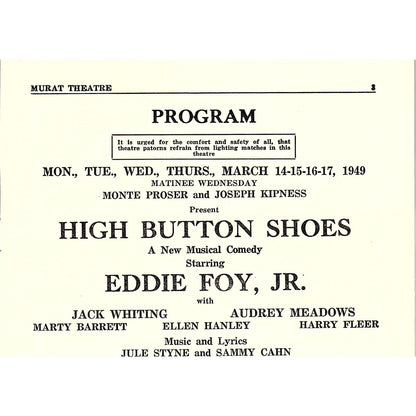 MURAT THEATRE 3
PROGRAM
It is urged for the comfort and safety of all, that
theatre patorns refrain from lighting matches in this
theatre
MON., TUE., WED., THURS., MARCH 14-15-16-17, 1949
MATINEE WEDNESDAY
MONTE PROSER and JOSEPH KIPNESS
Present
HIGH BUTTON SHOES
A New Musical Comedy
Starring
EDDIE FOY, JR.
with
JACK WHITING AUDREY MEADOWS
MARTY BARRETT ELLEN HANLEY HARRY FLEER
Music and Lyrics
JULE STYNE and SAMMY CAHN